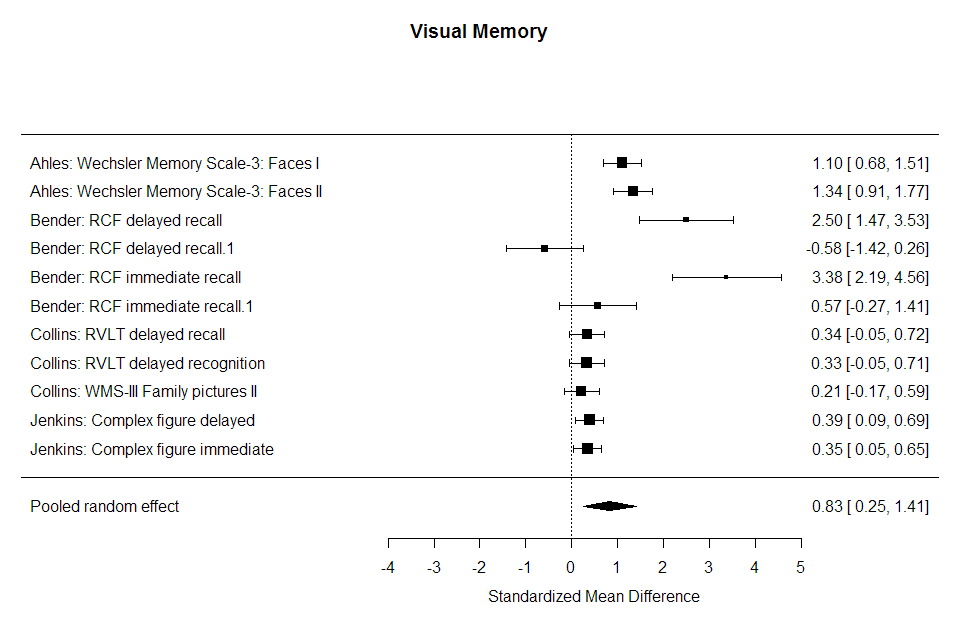 Visual Memory
Ahles: Wechsler Memory Scale-3: Faces I 1.10 [ 0.68, 1.51]
Ahles: Wechsler Memory Scale-3: Faces II 1.34 [ 0.91, 1.77]
Bender: RCF delayed recall 2.50 [ 1.47, 3.53]
Bender: RCF delayed recall.1 -0.58 [-1.42, 0.26]
Bender: RCF immediate recall 3.38 [ 2.19, 4.56]
Bender: RCF immediate recall.1 0.57 [-0.27, 1.41]
Collins: RVLT delayed recall 0.34 [-0.05, 0.72]
Collins: RVLT delayed recognition 0.33 [-0.05, 0.71]
Collins: WMS-III Family pictures II 0.21 [-0.17, 0.59]
Jenkins: Complex figure delayed 0.39 [ 0.09, 0.69]
Jenkins: Complex figure immediate 0.35 [ 0.05, 0.65]
Pooled random effect 0.83 [ 0.25, 1.41]
-4 -3 -2 -1 0 1 2 3 4 5
Standardized Mean Difference